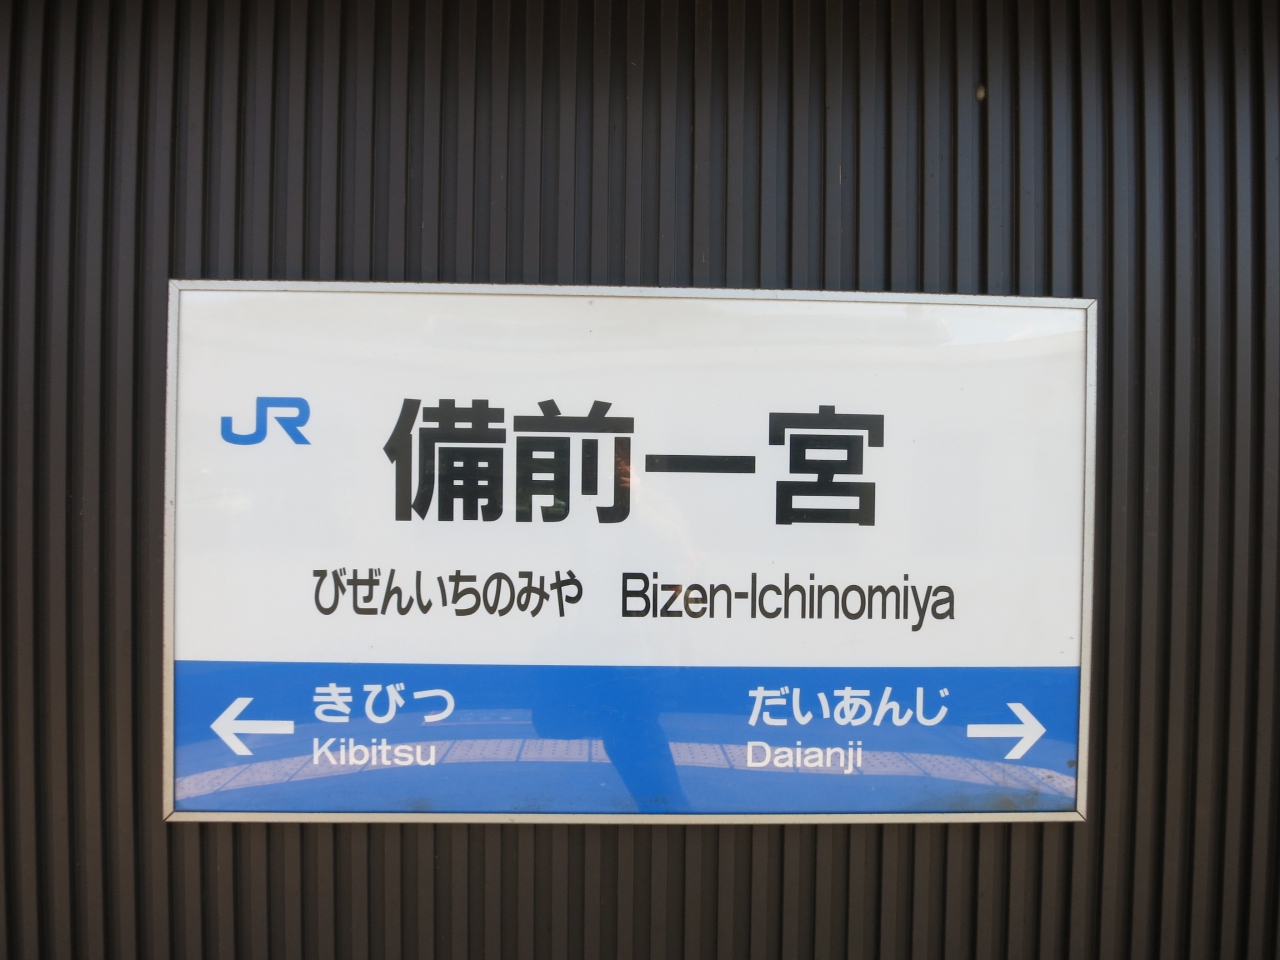 JR 備前一宮
びぜんいちのみや Bizen-Ichinomiya
← きびつ だいあんじ →
Kibitsu Daianji